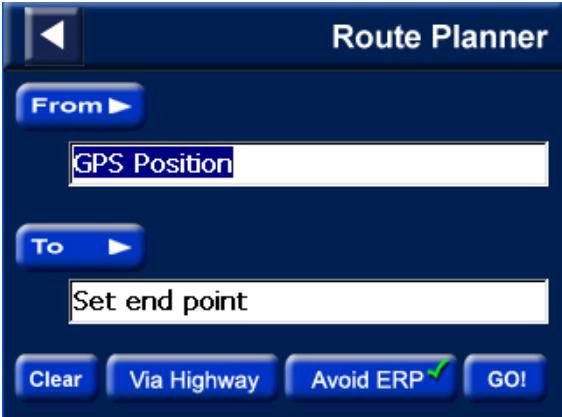 Route Planner
From
GPS Position
To
Set end point
Clear Via Highway Avoid ERP GO!